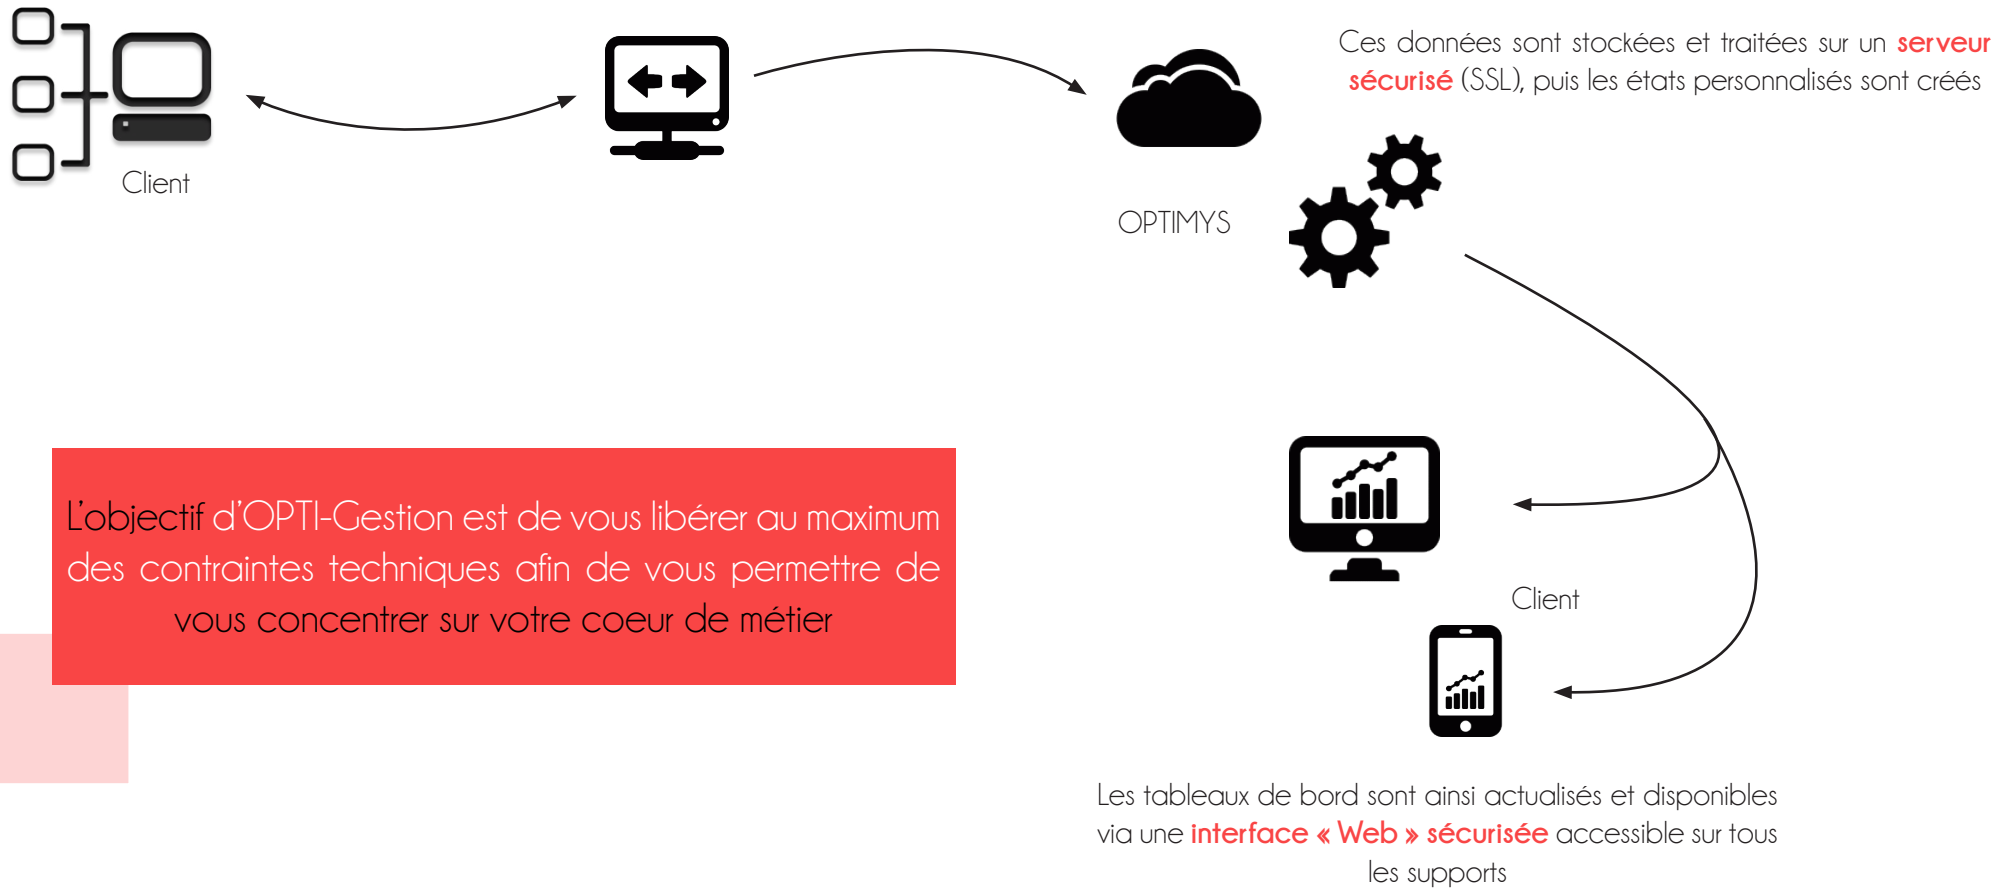 Ces données sont stockées et traitées sur un serveur
sécurisé (SSL), puis les états personnalisés sont créés
Client
OPTIMYS
L'objectif d'OPTI-Gestion est de vous libérer au maximum
des contraintes techniques afin de vous permettre de
vous concentrer sur votre coeur de métier
Client
Les tableaux de bord sont ainsi actualisés et disponibles
via une interface « Web » sécurisée accessible sur tous
les supports